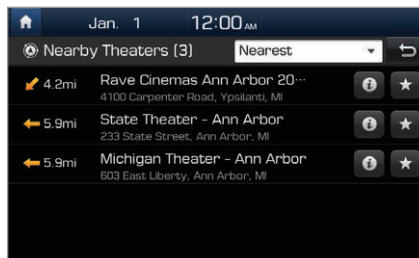 Jan. 1 12:00 AM
Nearby Theaters (3) Nearest
4.2mi Rave Cinemas Ann Arbor 20···
4100 Carpenter Road, Ypsilanti, MI
5.9mi State Theater - Ann Arbor
233 State Street, Ann Arbor, MI
5.9mi Michigan Theater - Ann Arbor
603 East Liberty, Ann Arbor, MI